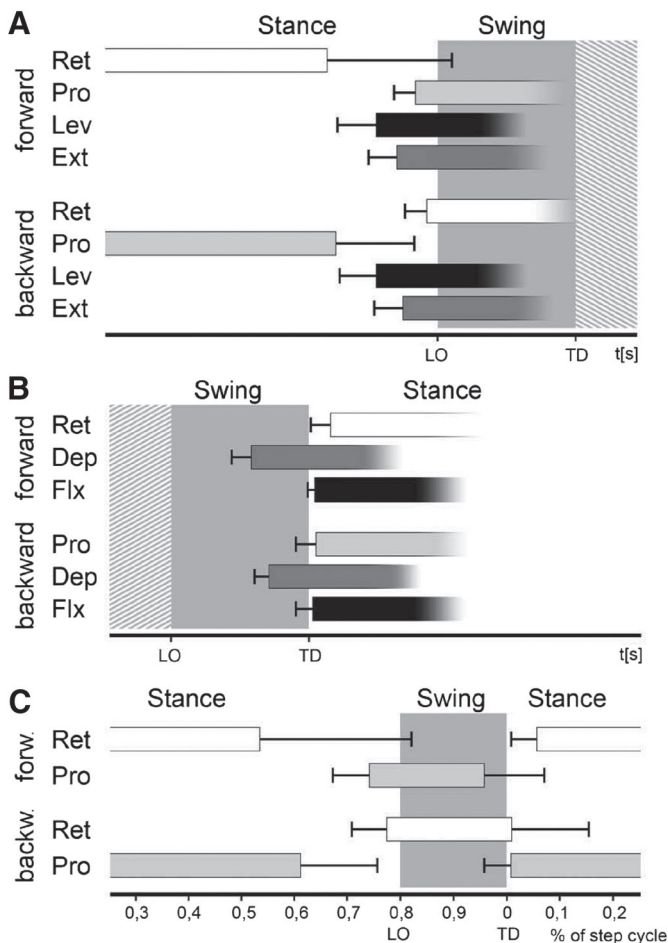 A
Stance Swing
forward
Ret
Pro
Lev
Ext
backward
Ret
Pro
Lev
Ext
LO TD t[s]
B
Swing Stance
forward
Ret
Dep
Flx
backward
Pro
Dep
Flx
LO TD t[s]
C
Stance Swing Stance
forw.
Ret
Pro
backw.
Ret
Pro
0,3 0,4 0,5 0,6 0,7 0,8 0,9 0 0,1 0,2
LO TD % of step cycle